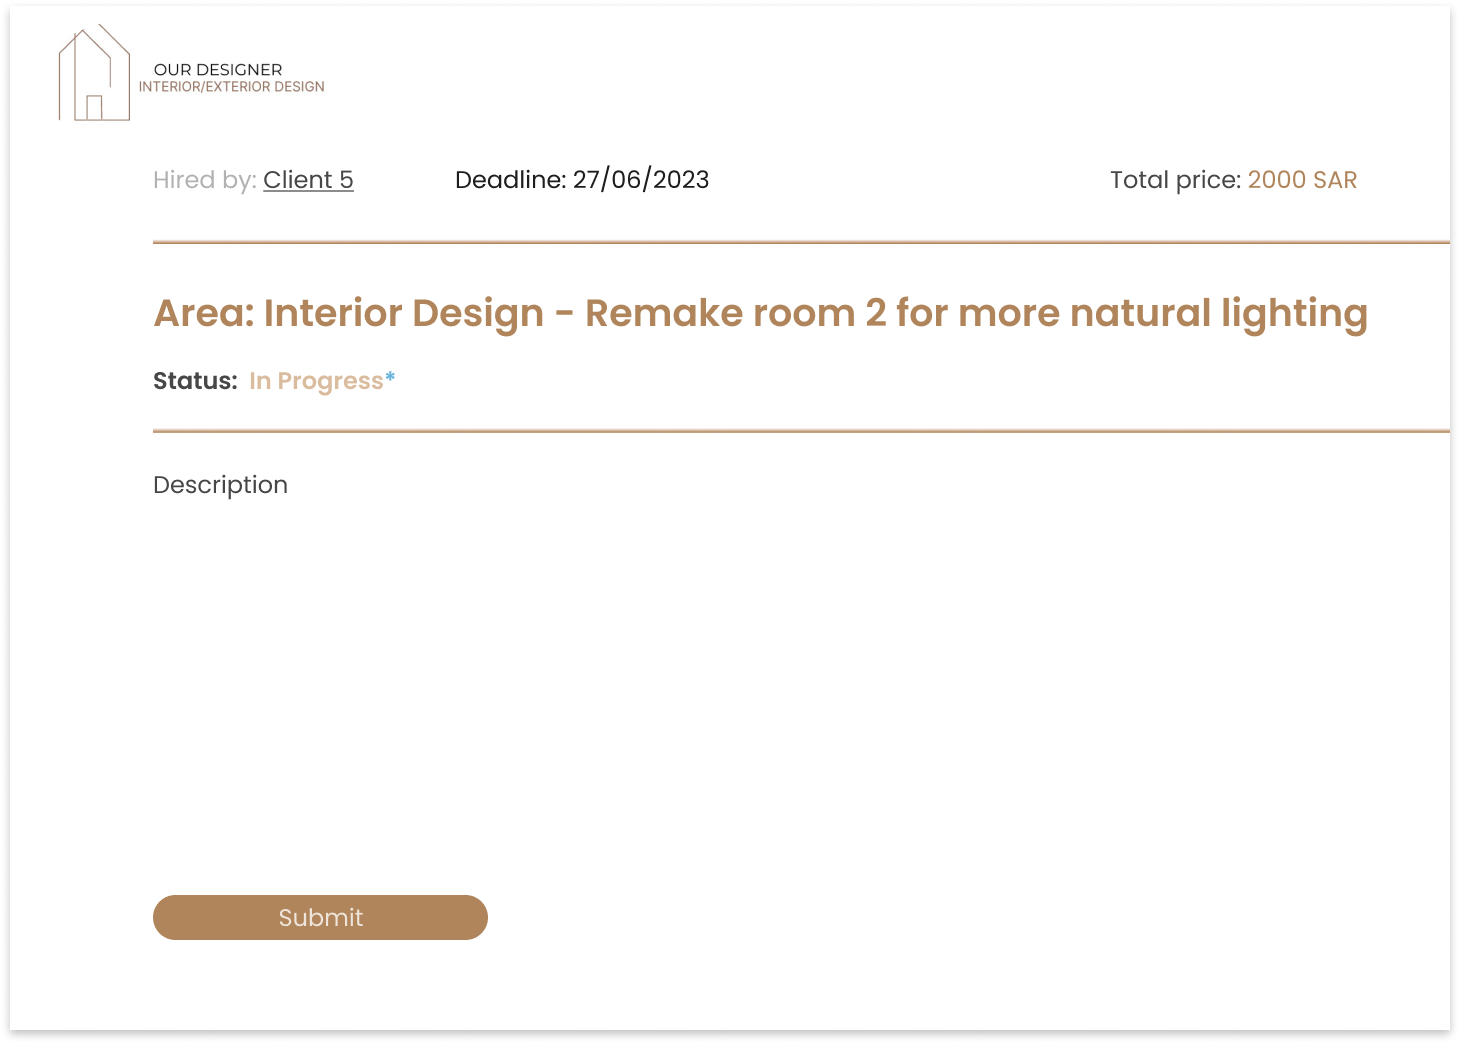 OUR DESIGNER
INTERIOR/EXTERIOR DESIGN
Hired by: Client 5 Deadline: 27/06/2023 Total price: 2000 SAR
Area: Interior Design - Remake room 2 for more natural lighting
Status: In Progress*
Description
Submit